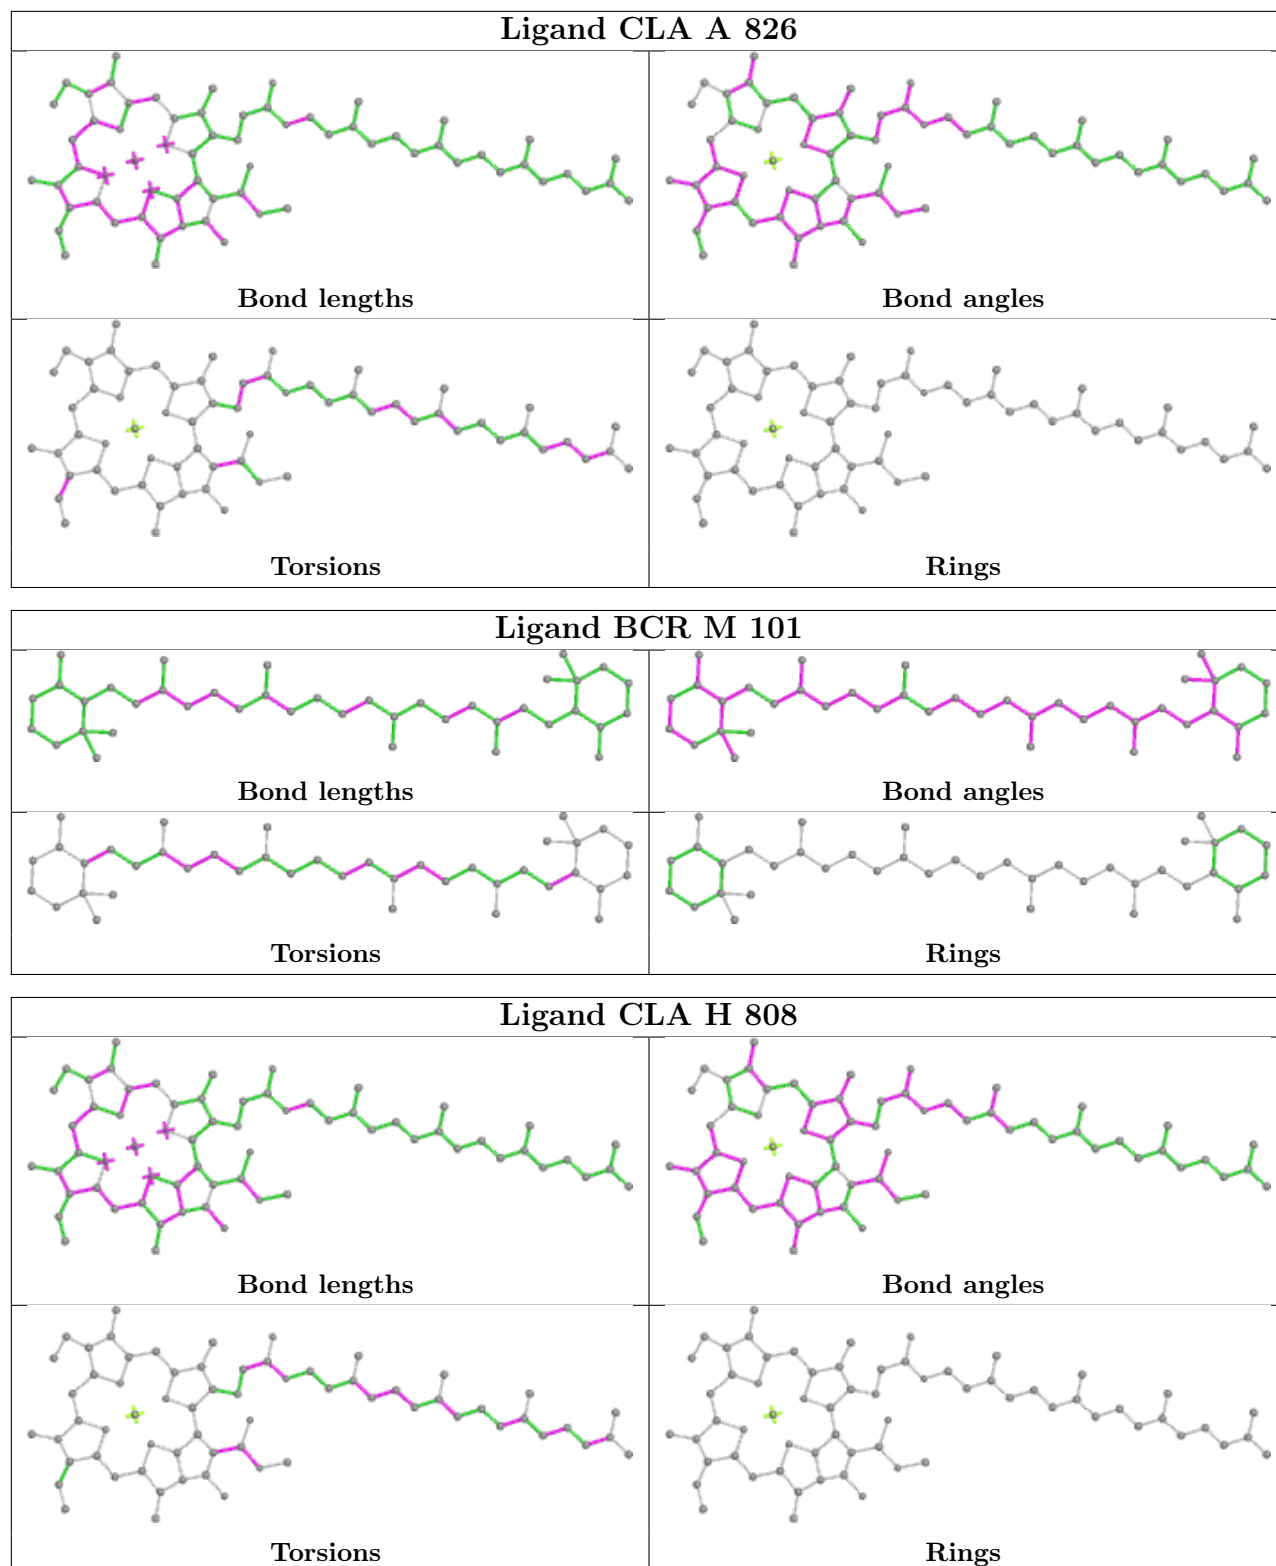 Ligand CLA A 826
Bond lengths
Bond angles
Torsions
Rings
Ligand BCR M 101
Bond lengths
Bond angles
Torsions
Rings
Ligand CLA H 808
Bond lengths
Bond angles
Torsions
Rings